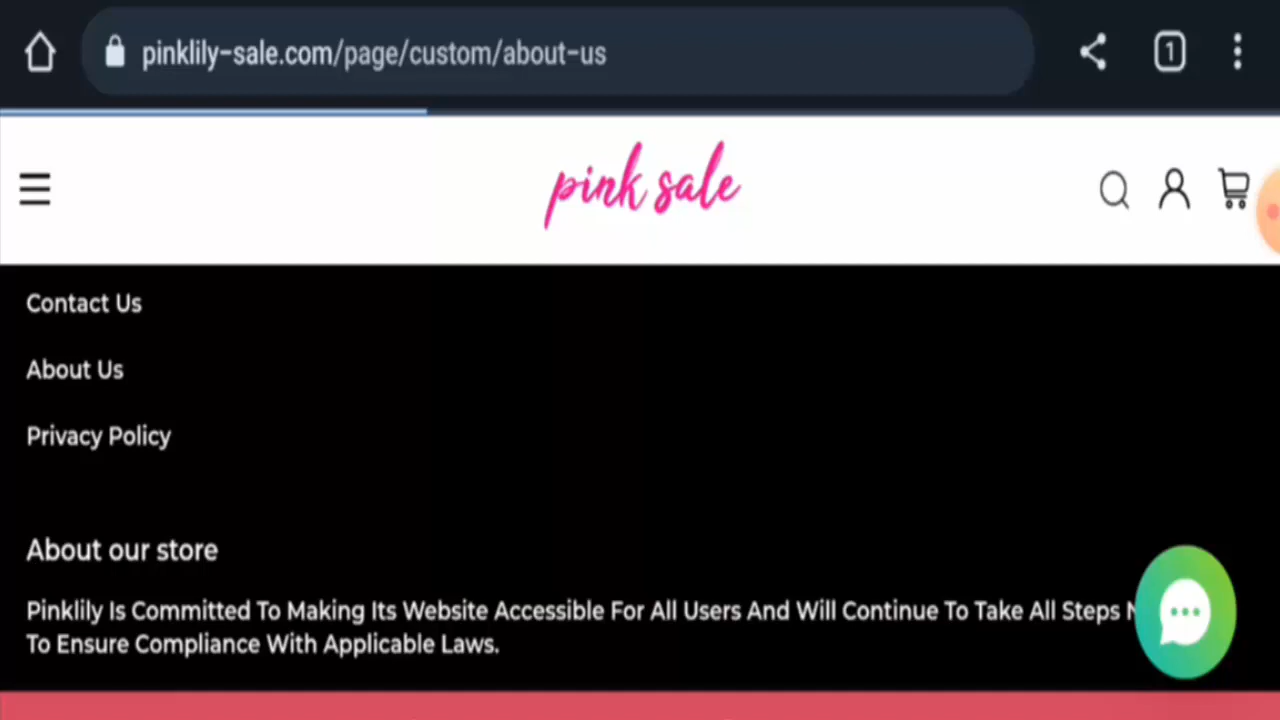 pinklily-sale.com/page/custom/about-us
1
pink sale
Contact Us
About Us
Privacy Policy
About our store
Pinklily Is Committed To Making Its Website Accessible For All Users And Will Continue To Take All Steps
To Ensure Compliance With Applicable Laws.